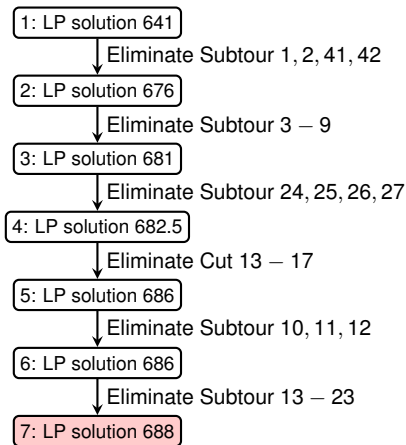 1: LP solution 641
Eliminate Subtour 1, 2, 41, 42
2: LP solution 676
Eliminate Subtour 3 − 9
3: LP solution 681
Eliminate Subtour 24, 25, 26, 27
4: LP solution 682.5
Eliminate Cut 13 − 17
5: LP solution 686
Eliminate Subtour 10, 11, 12
6: LP solution 686
Eliminate Subtour 13 − 23
7: LP solution 688